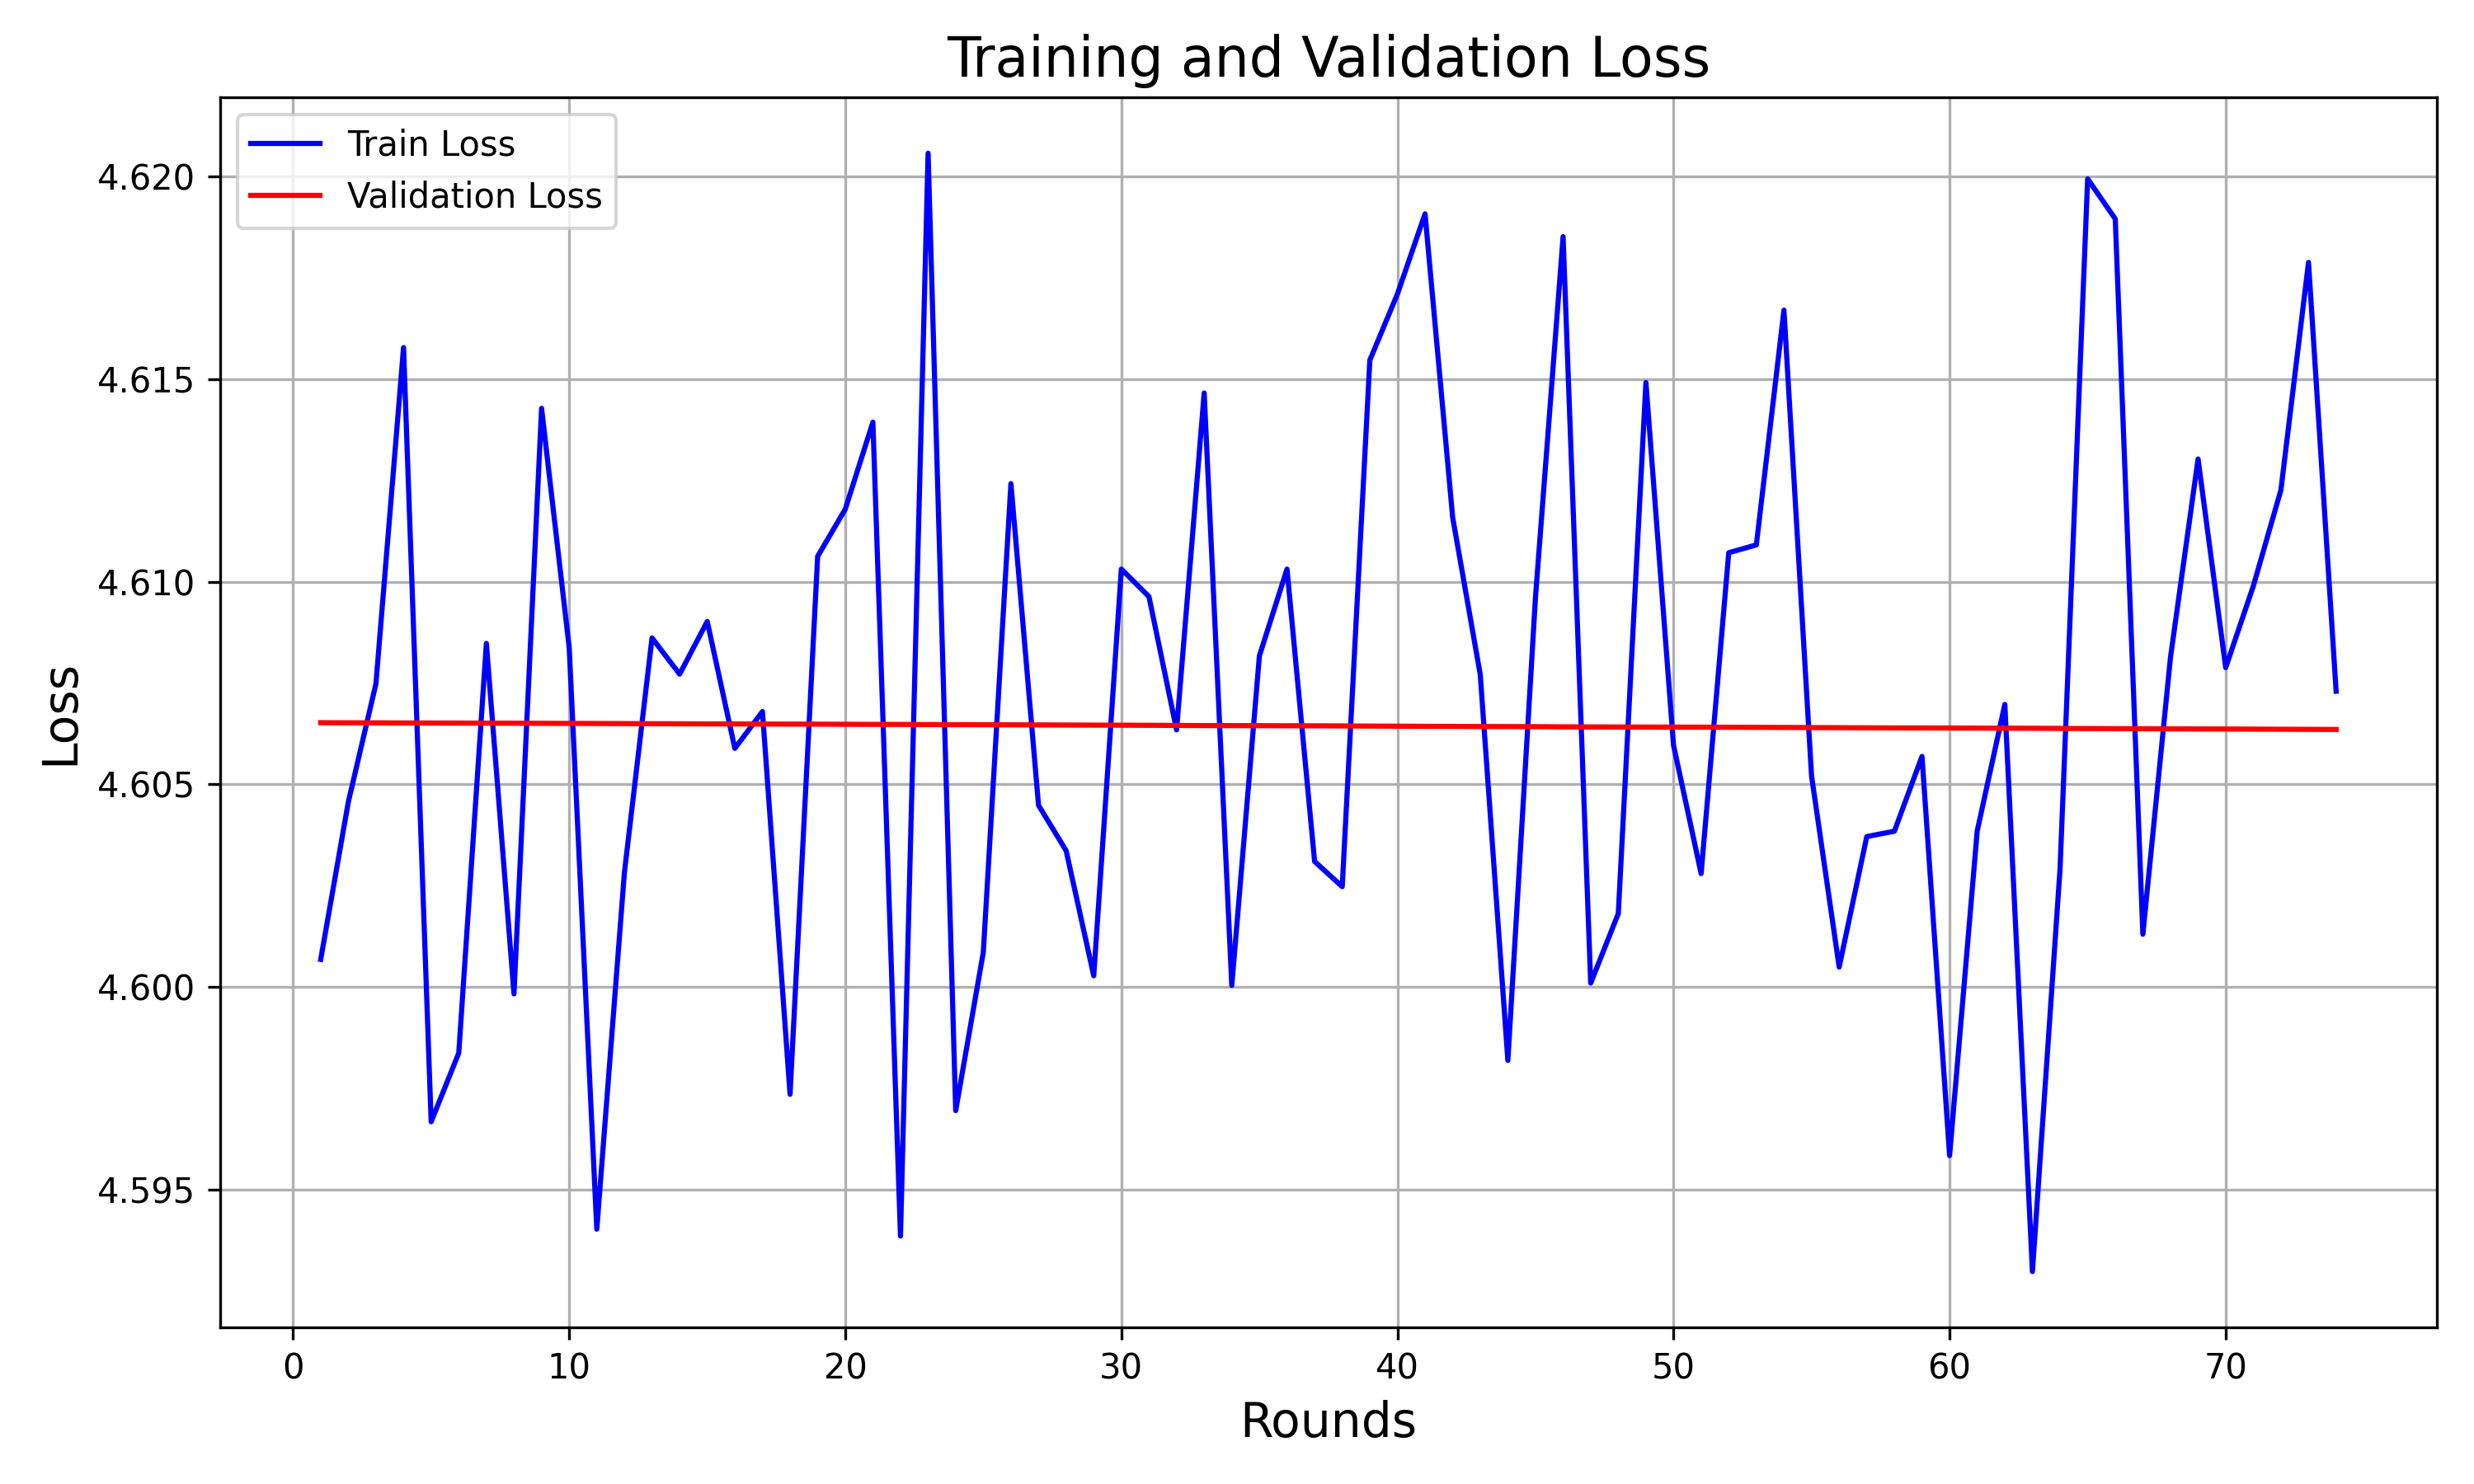 Training and Validation Loss
Train Loss
Validation Loss
4.620
4.615
4.610
4.605
4.600
4.595
Loss
0 10 20 30 40 50 60 70
Rounds